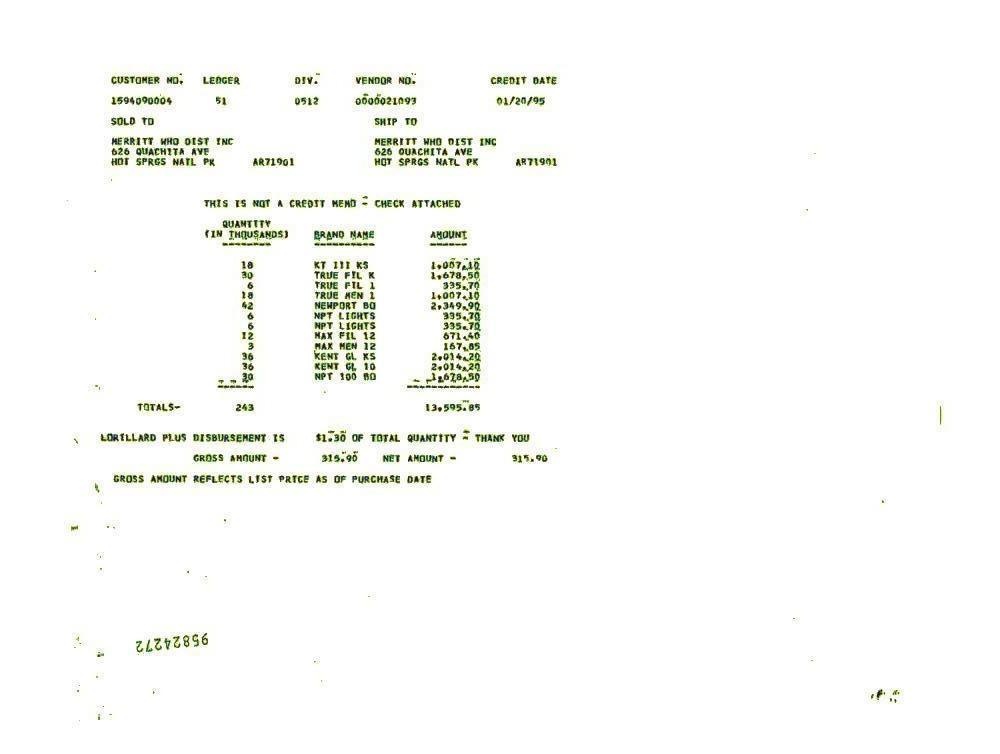 CUSTOMER NO. LEDGER DIV. VENDOR NO. CREDIT DATE
1594090004 51 0512 0000021093 01/20/95
SOLD TO SHIP TO
MERRITT WHO DIST INC MERRITT WHO DIST INC
626 OUACHITA AVE 626 OUACHITA AVE
HOT SPRGS NATL PK AR71901 HOT SPRGS NATL PK AR71901
THIS IS NOT A CREDIT MEMO - CHECK ATTACHED
QUANTITY
(IN THOUSANDS) BRAND NAME AMOUNT
18 KT III KS 1,007.10
30 TRUE FIL K 1,678.50
6 TRUE FIL 1 335.70
18 TRUE MEN 1 1,007.10
42 NEWPORT BO 2,349.90
6 NPT LIGHTS 335.70
6 NPT LIGHTS 335.70
12 MAX FIL 12 671.40
3 MAX MEN 12 167.85
36 KENT GL KS 2,014.20
36 KENT GL 10 2,014.20
30 NPT 100 BO 1,678.50
TOTALS- 243 13,595.85
LORILLARD PLUS DISBURSEMENT IS $1.30 OF TOTAL QUANTITY - THANK YOU
GROSS AMOUNT - 315.90 NET AMOUNT - 315.90
GROSS AMOUNT REFLECTS LIST PRICE AS OF PURCHASE DATE
95824272